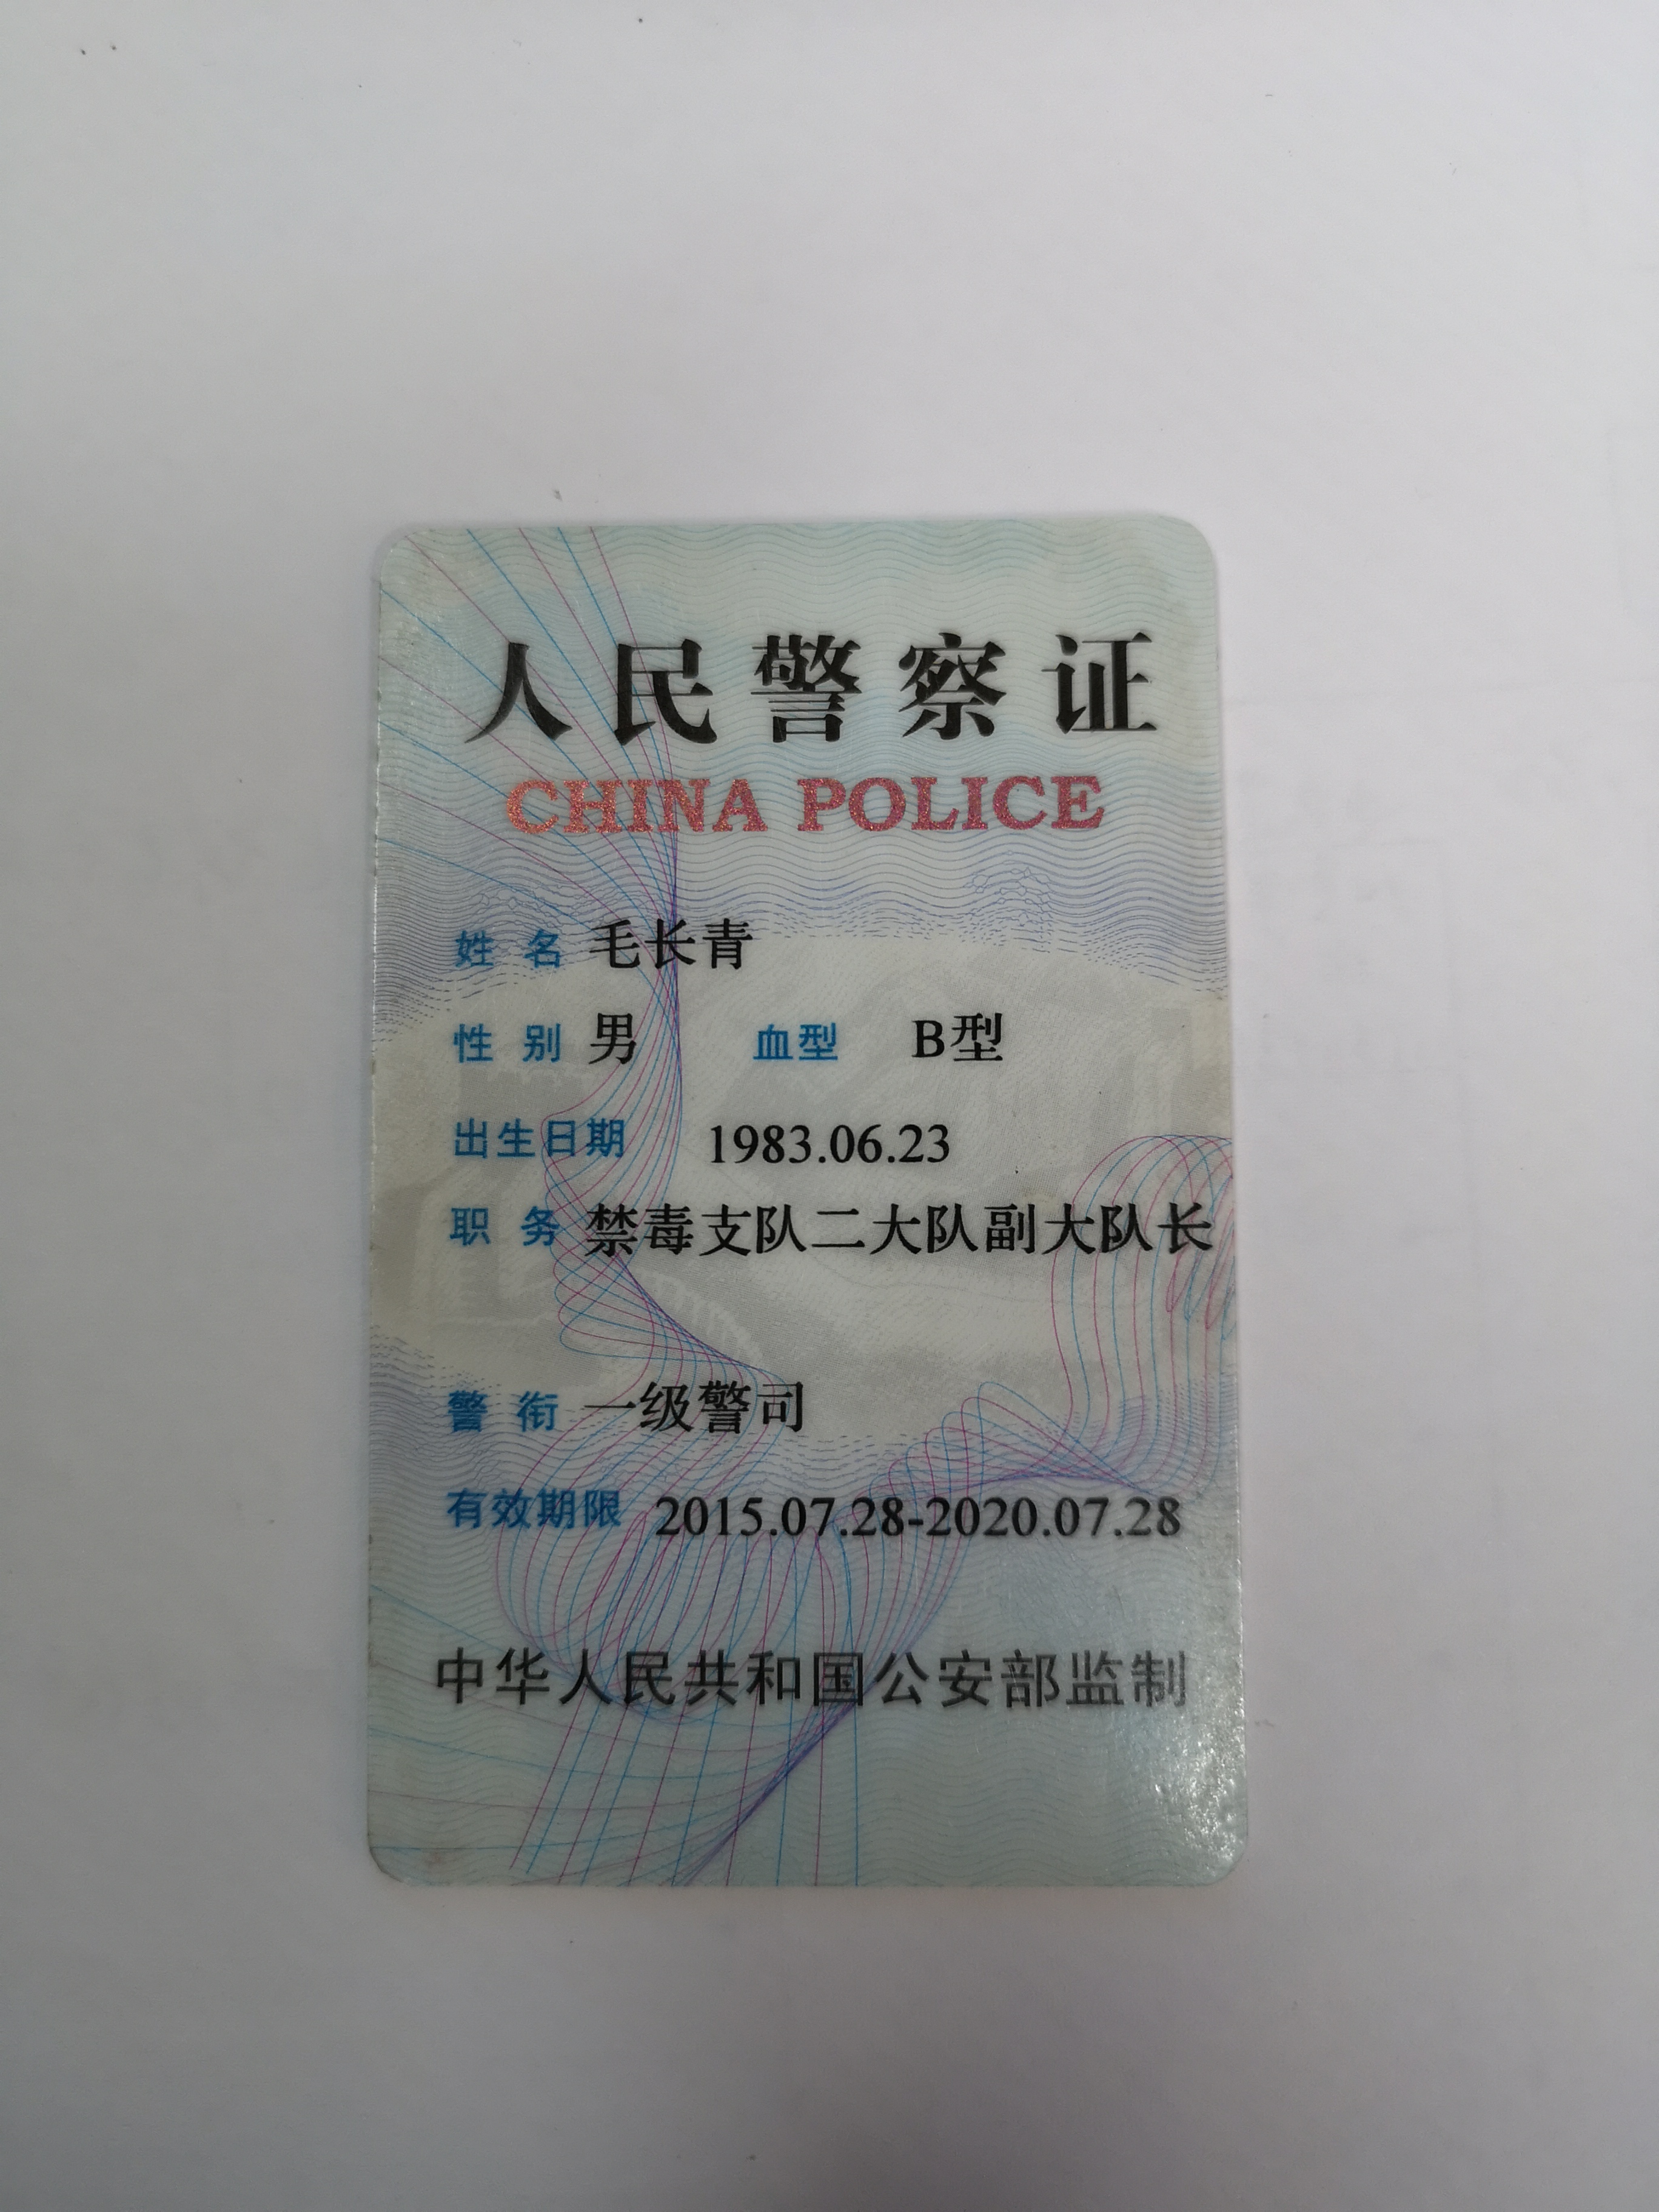 人民警察证
CHINA POLICE
姓 名 毛长青
性 别 男 血型 B型
出生日期 1983.06.23
职 务 禁毒支队二大队副大队长
警 衔 一级警司
有效期限 2015.07.28-2020.07.28
中华人民共和国公安部监制